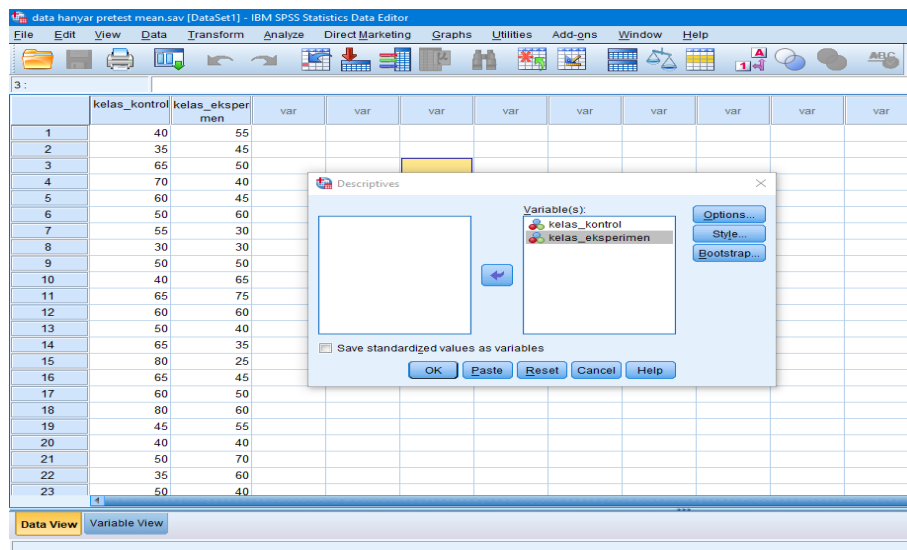 data hanyar pretest mean.sav [DataSet1] - IBM SPSS Statistics Data Editor
File Edit View Data Transform Analyze Direct Marketing Graphs Utilities Add-ons Window Help
3 :
kelas_kontrol kelas_eksperimen var var var var var var var var var
1 40 55
2 35 45
3 65 50
4 70 40
5 60 45
6 50 60
7 55 30
8 30 30
9 50 50
10 40 65
11 65 75
12 60 60
13 50 40
14 65 35
15 80 25
16 65 45
17 60 50
18 80 60
19 45 55
20 40 40
21 50 70
22 35 60
23 50 40
Descriptives
Variable(s):
kelas_kontrol
kelas_eksperimen
Options...
Style...
Bootstrap...
Save standardized values as variables
OK Paste Reset Cancel Help
Data View Variable View